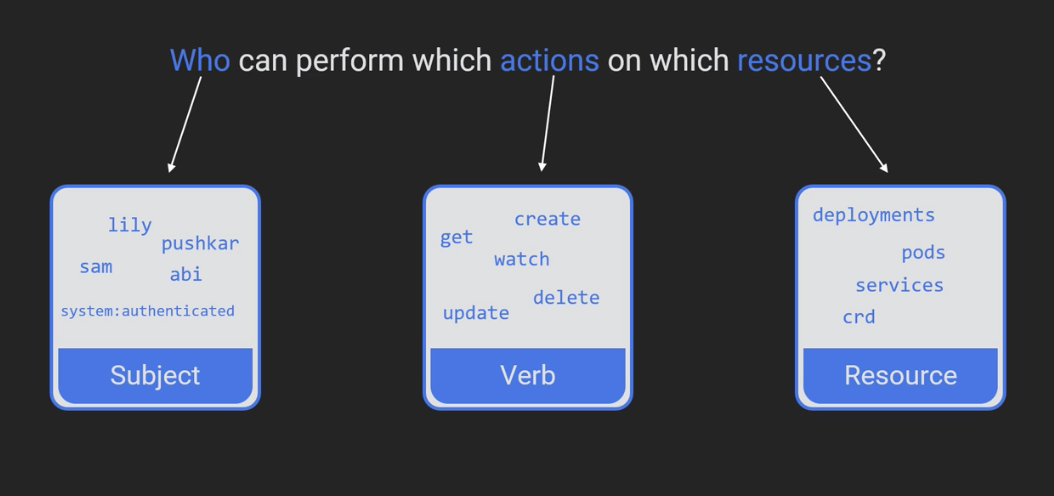 Who can perform which actions on which resources?
lily
pushkar
sam
abi
system:authenticated
Subject
create
get
watch
delete
update
Verb
deployments
pods
services
crd
Resource